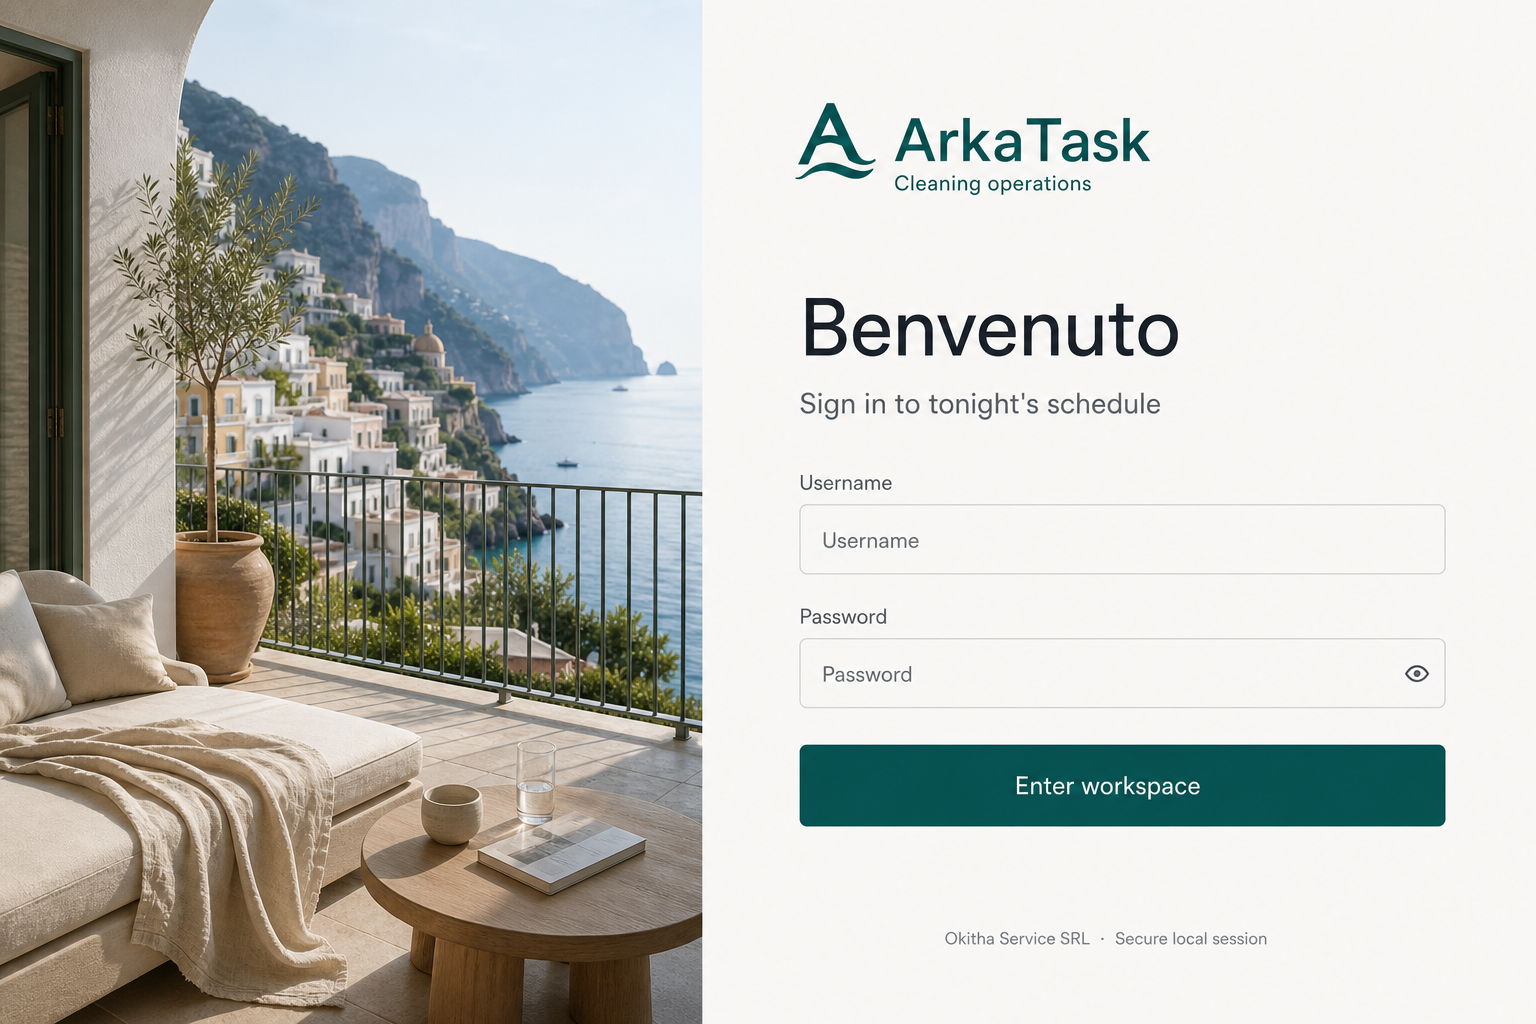 ArkaTask
Cleaning operations
Benvenuto
Sign in to tonight's schedule
Username
Username
Password
Password
Enter workspace
Okitha Service SRL · Secure local session